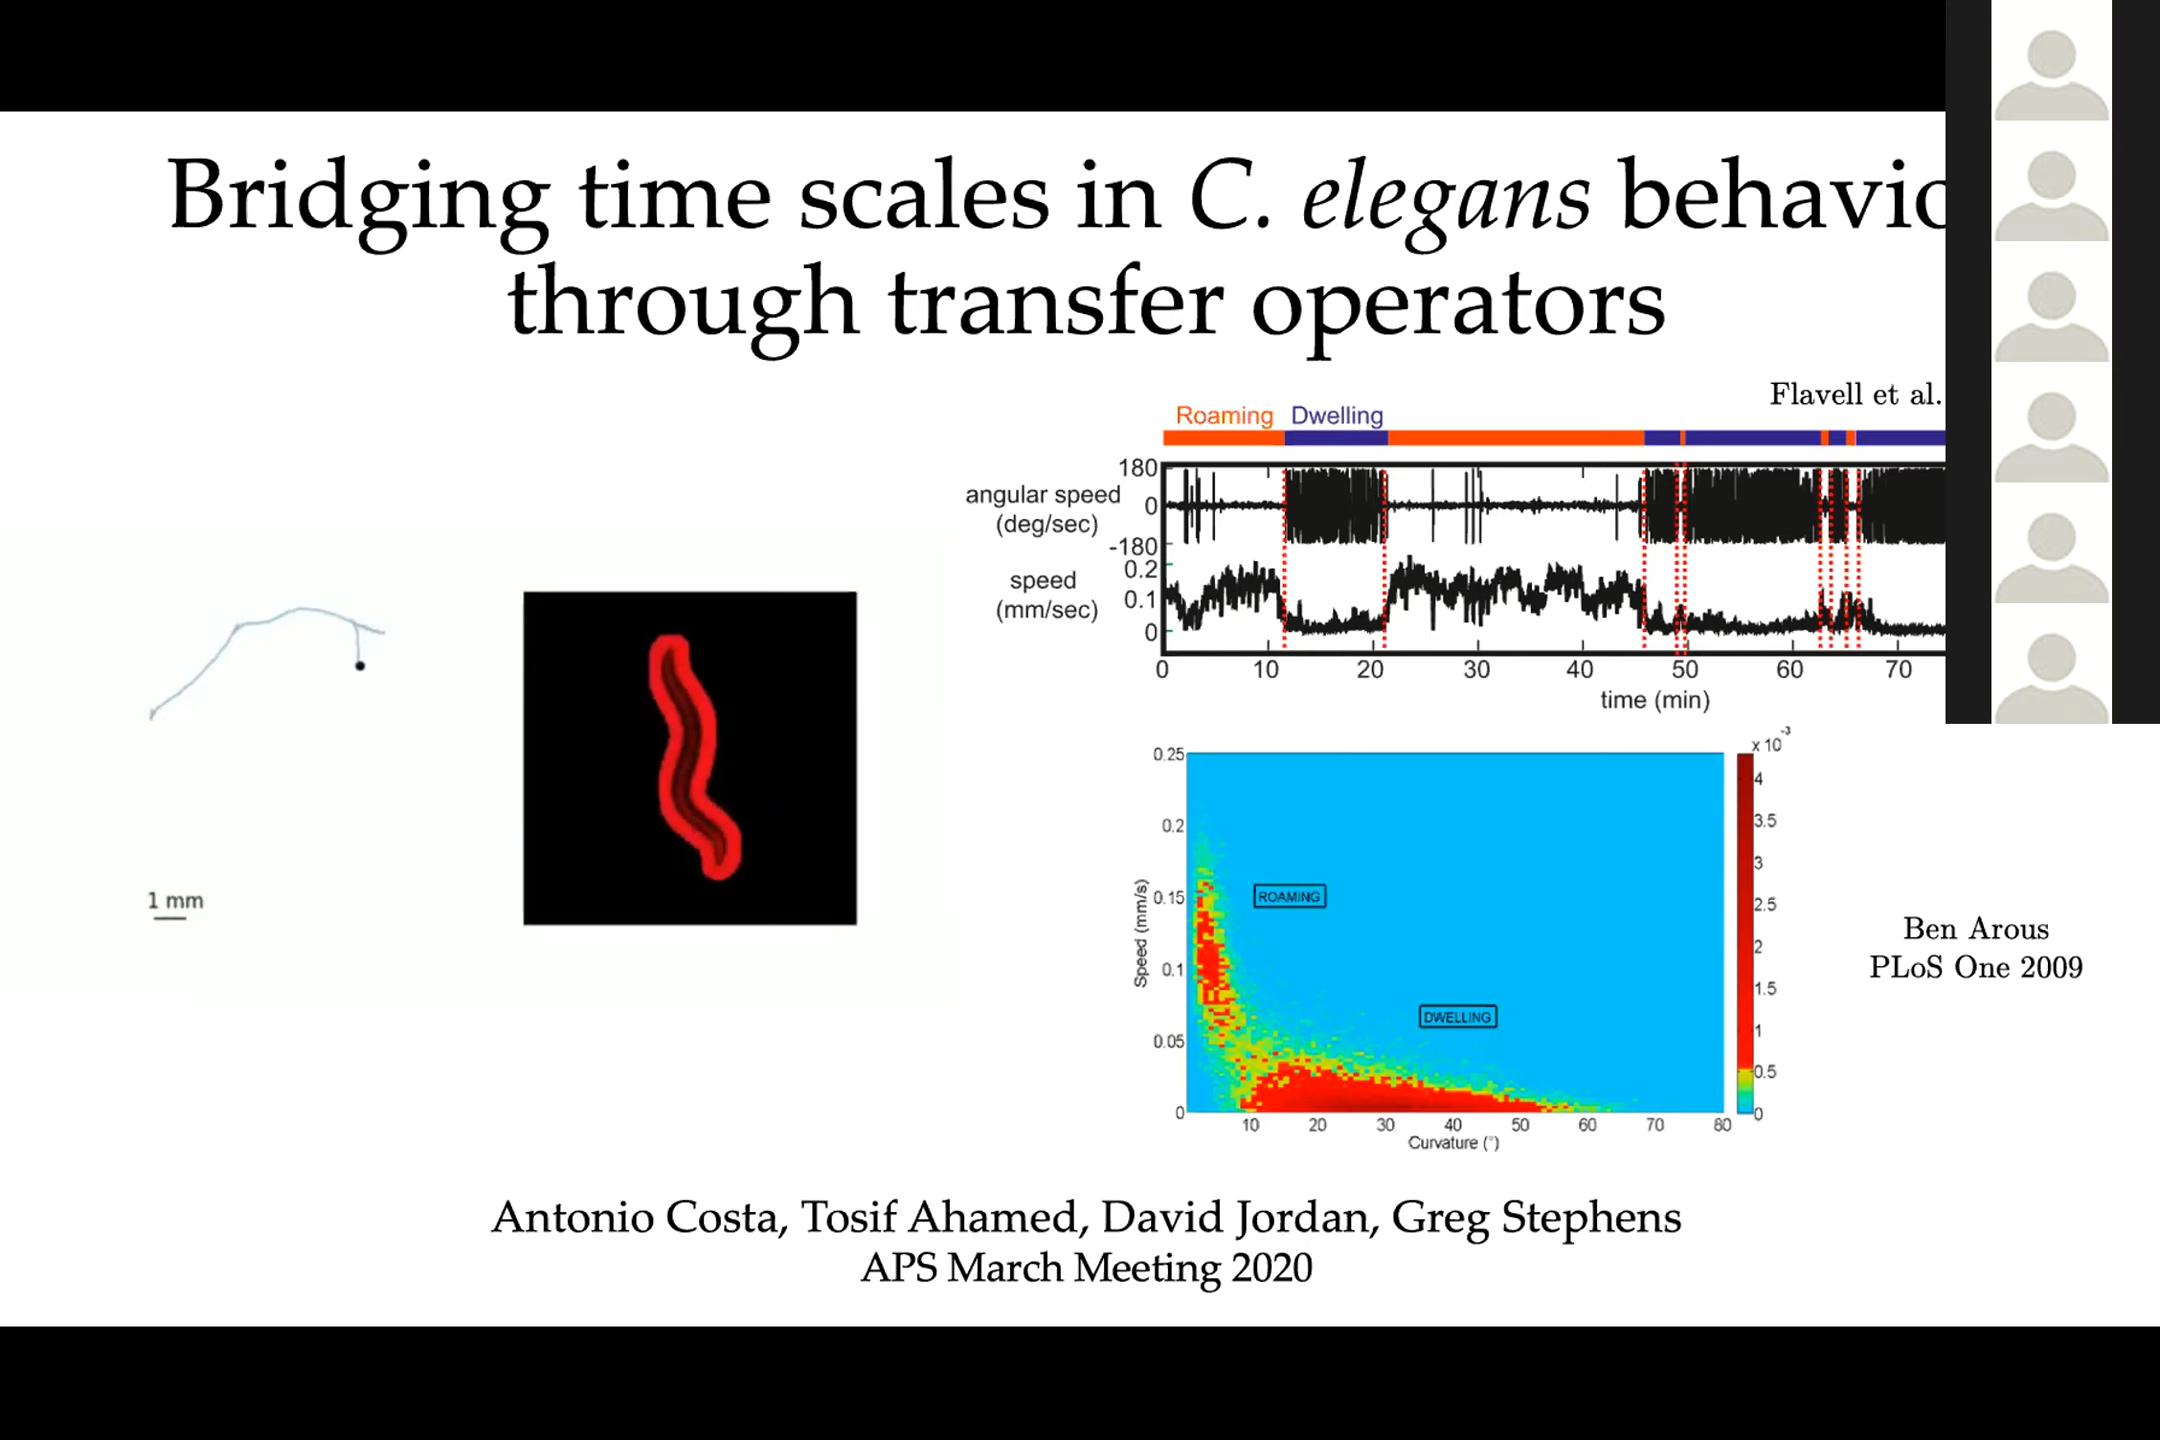 Bridging time scales in C. elegans behavio
through transfer operators
Flavell et al.
Roaming Dwelling
angular speed
(deg/sec)
180
0
-180
speed
(mm/sec)
0.2
0.1
0
0 10 20 30 40 50 60 70
time (min)
1 mm
x 10⁻³
0.25
0.2
0.15
0.1
0.05
0
Speed (mm/s)
ROAMING
DWELLING
10 20 30 40 50 60 70 80
Curvature (°)
4
3.5
3
2.5
2
1.5
1
0.5
0
Ben Arous
PLoS One 2009
Antonio Costa, Tosif Ahamed, David Jordan, Greg Stephens
APS March Meeting 2020